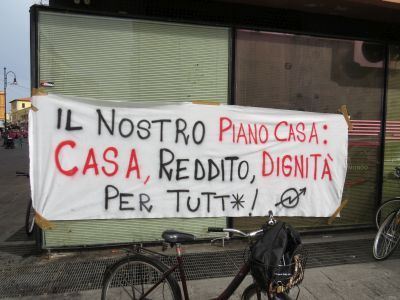 IL NOSTRO PIANO CASA:
CASA, REDDITO, DIGNITÀ
PER TUTT*!